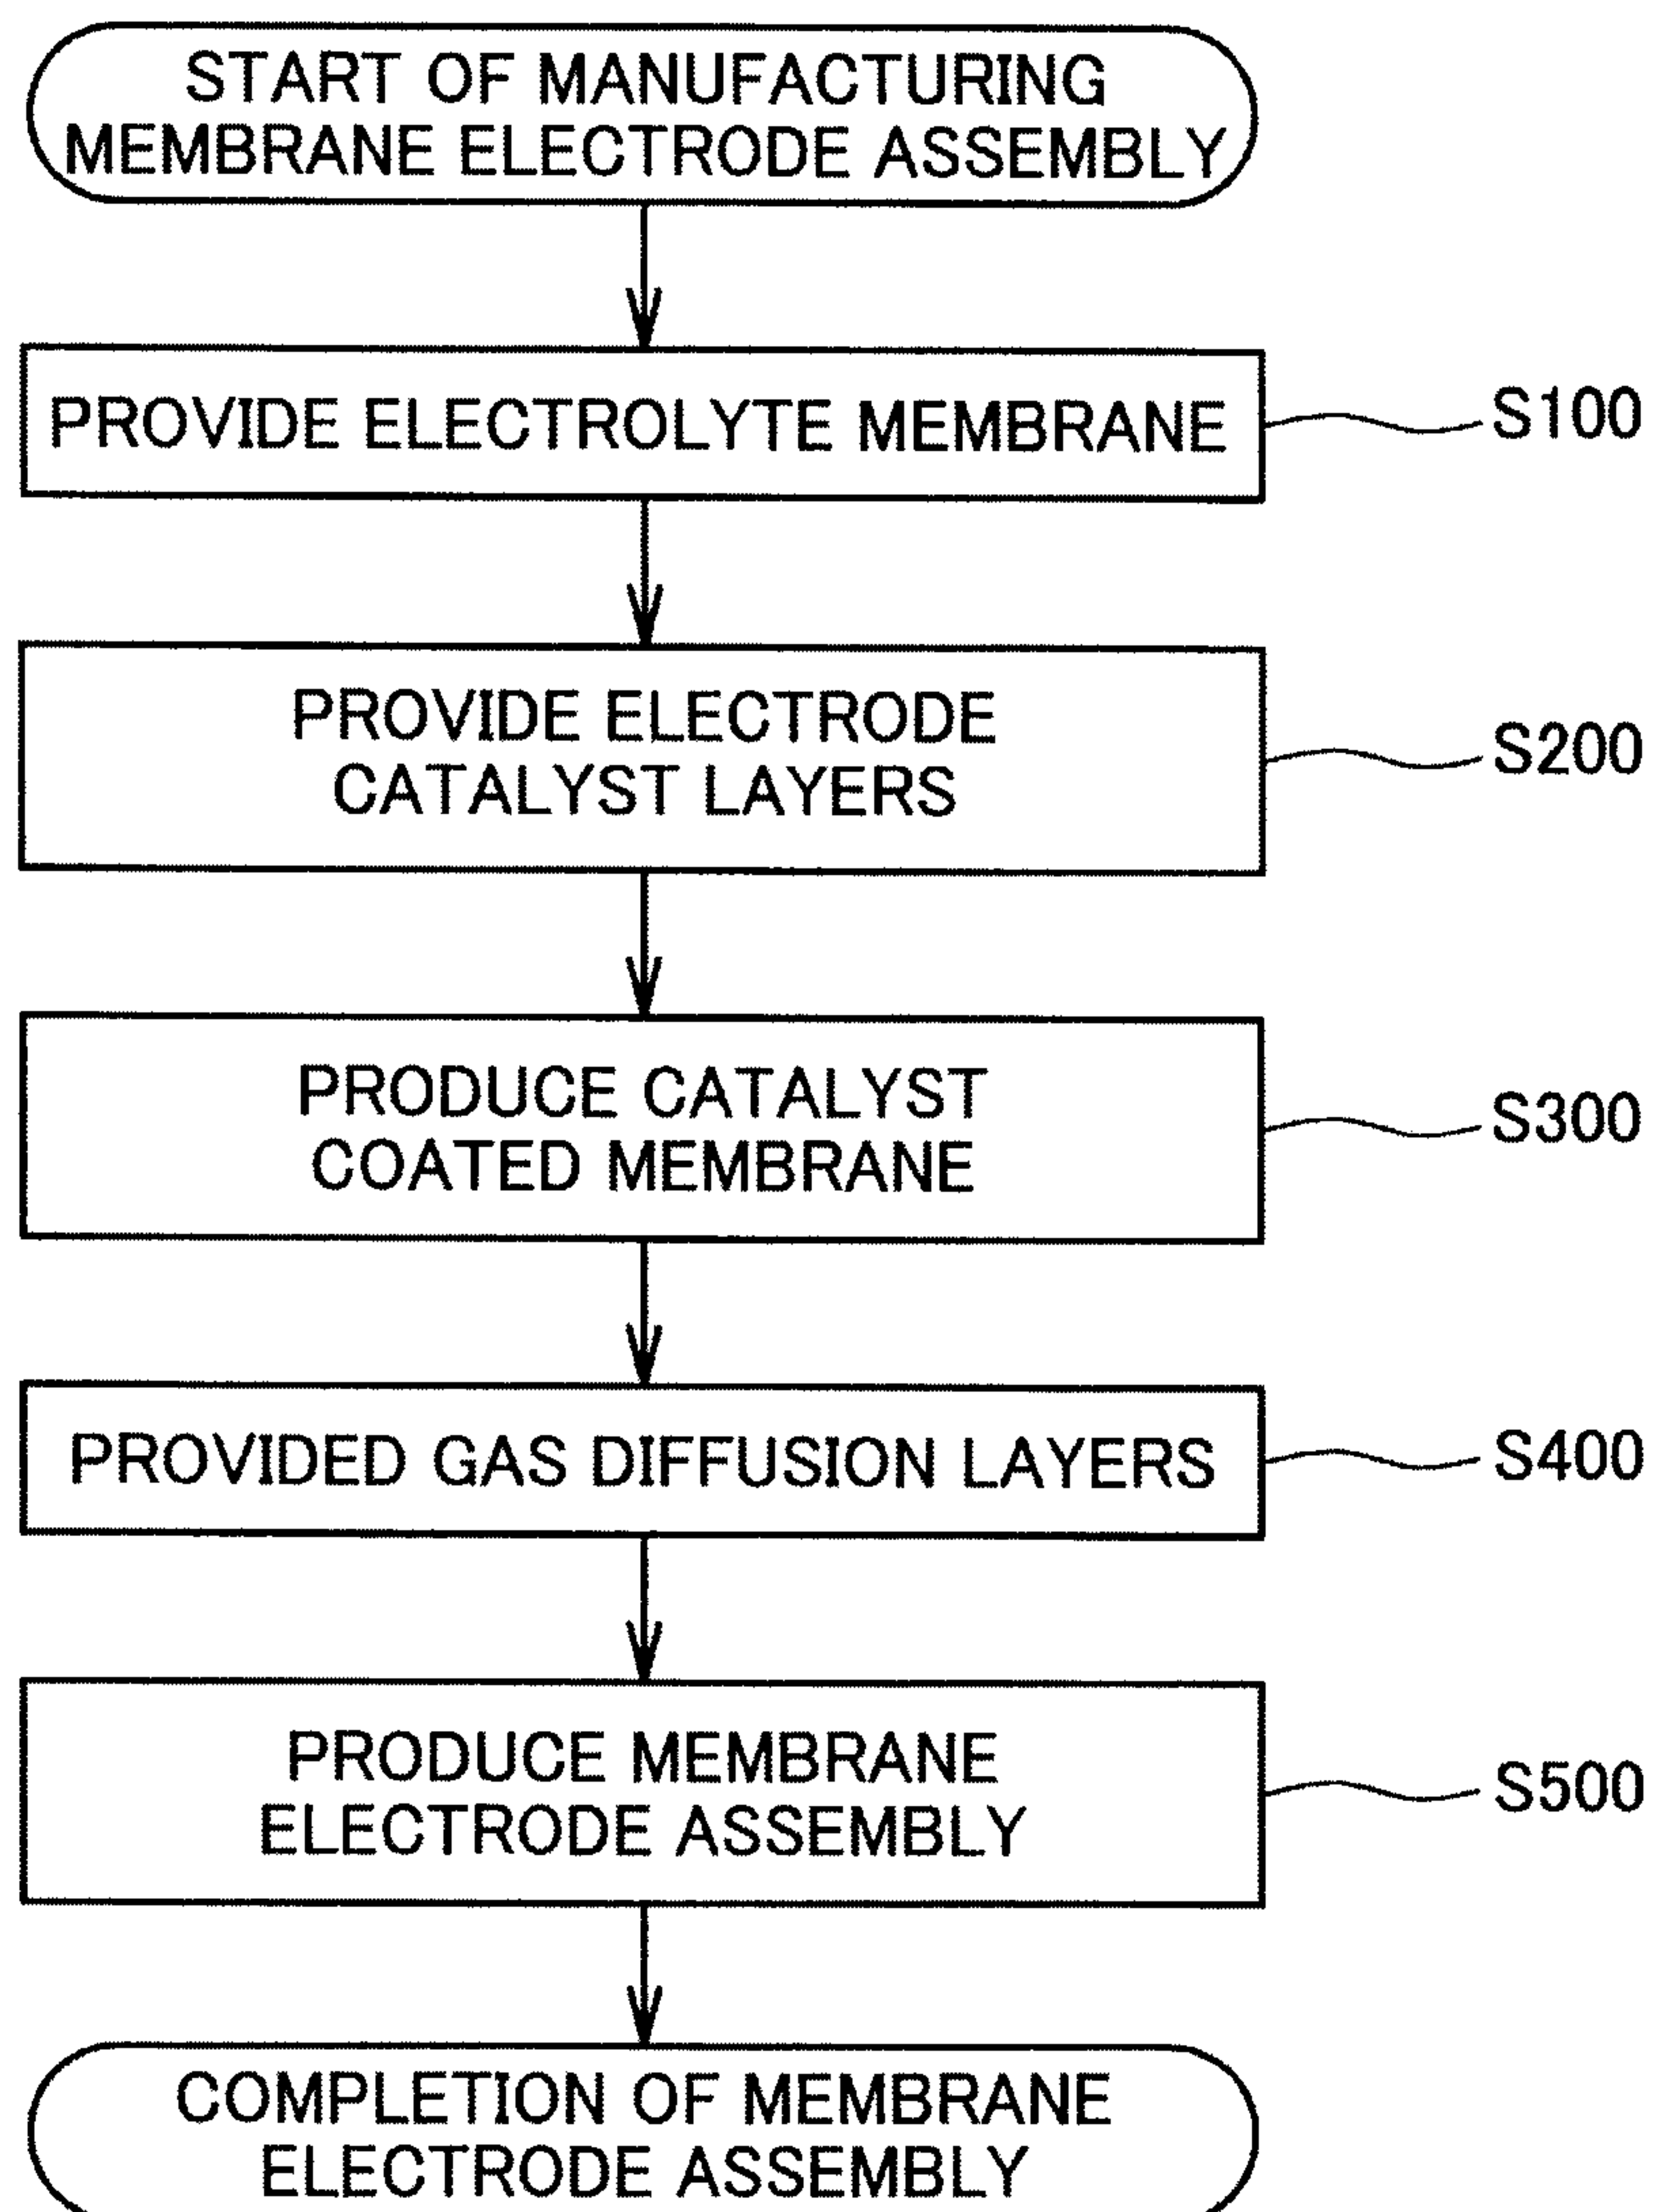 START OF MANUFACTURING
MEMBRANE ELECTRODE ASSEMBLY
PROVIDE ELECTROLYTE MEMBRANE
S100
PROVIDE ELECTRODE
CATALYST LAYERS
S200
PRODUCE CATALYST
COATED MEMBRANE
S300
PROVIDED GAS DIFFUSION LAYERS
S400
PRODUCE MEMBRANE
ELECTRODE ASSEMBLY
S500
COMPLETION OF MEMBRANE
ELECTRODE ASSEMBLY